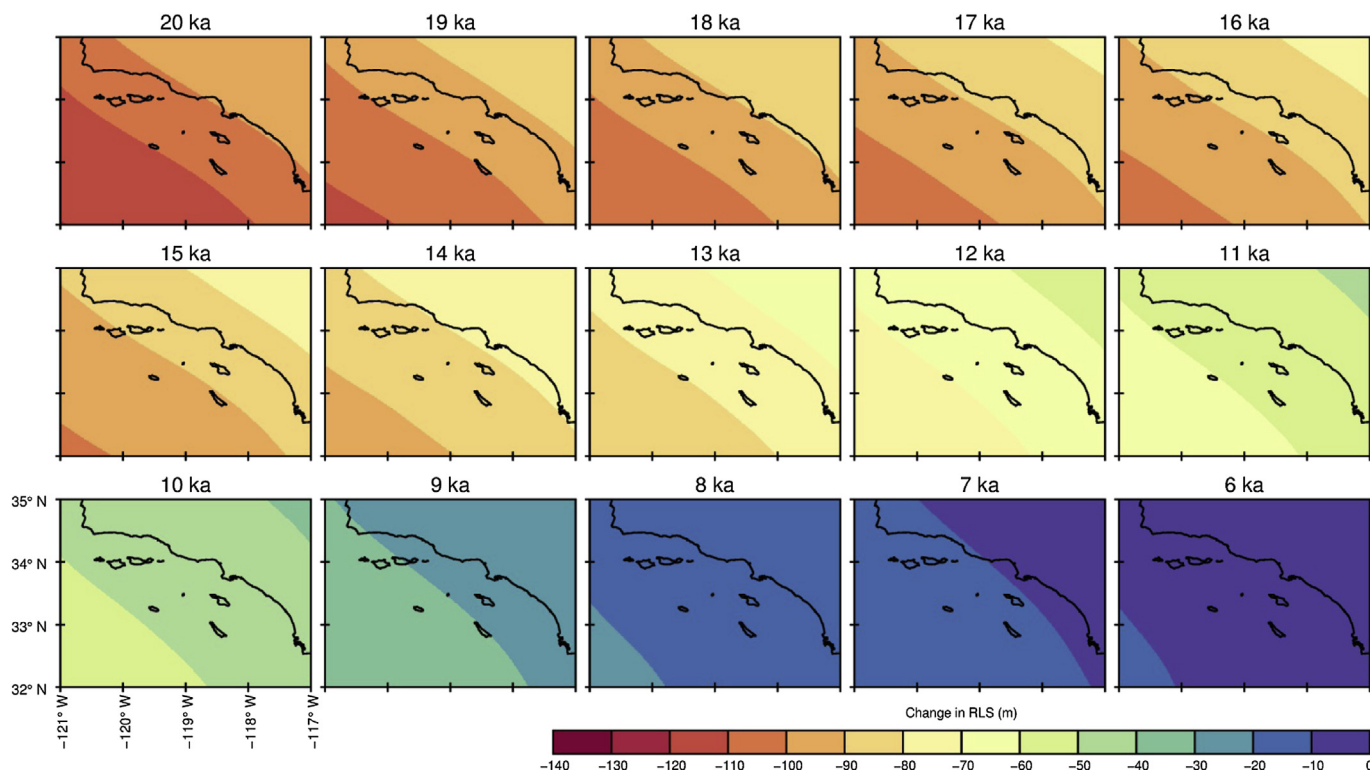 20 ka 19 ka 18 ka 17 ka 16 ka
15 ka 14 ka 13 ka 12 ka 11 ka
10 ka 9 ka 8 ka 7 ka 6 ka
35° N
34° N
33° N
32° N
−121° W −120° W −119° W −118° W −117° W
Change in RLS (m)
−140 −130 −120 −110 −100 −90 −80 −70 −60 −50 −40 −30 −20 −10 0